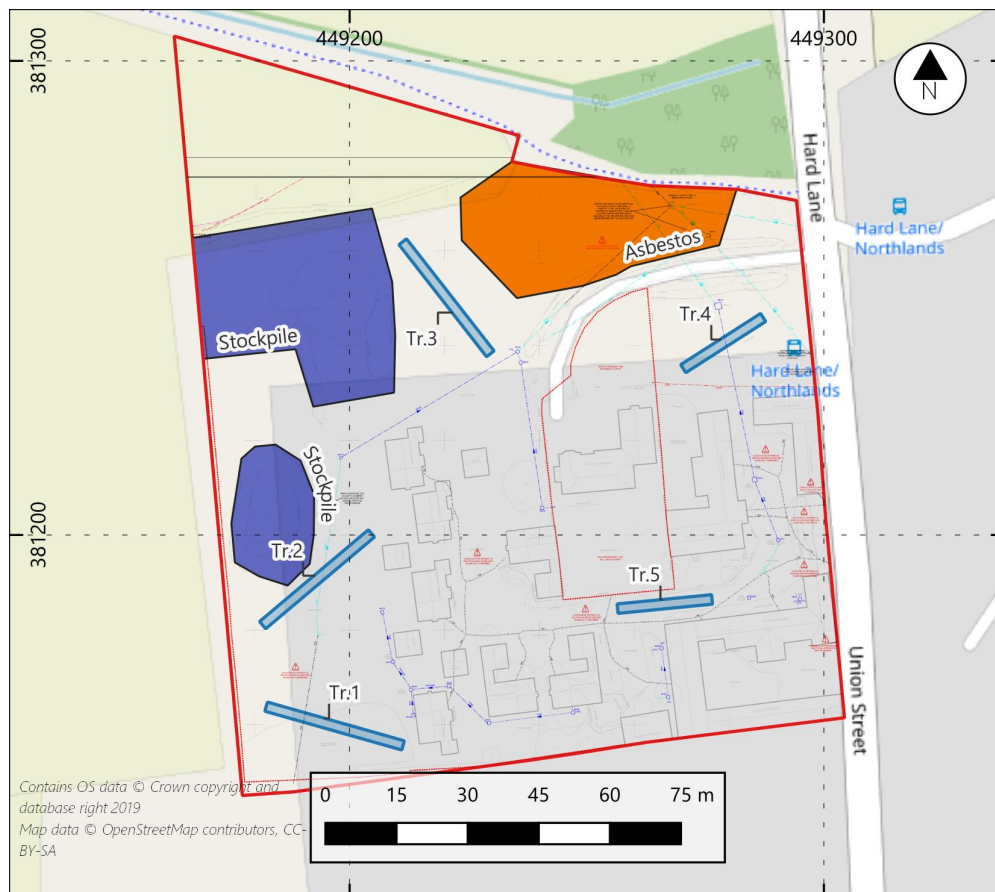 449200
449300
381300
N
Hard Lane
Hard Lane/
Northlands
Asbestos
Stockpile
Tr.3
Tr.4
Hard Lane/
Northlands
Stockpile
381200
Tr.2
Tr.5
Tr.1
Union Street
Contains OS data © Crown copyright and
database right 2019
Map data © OpenStreetMap contributors, CC-
BY-SA
0 15 30 45 60 75 m